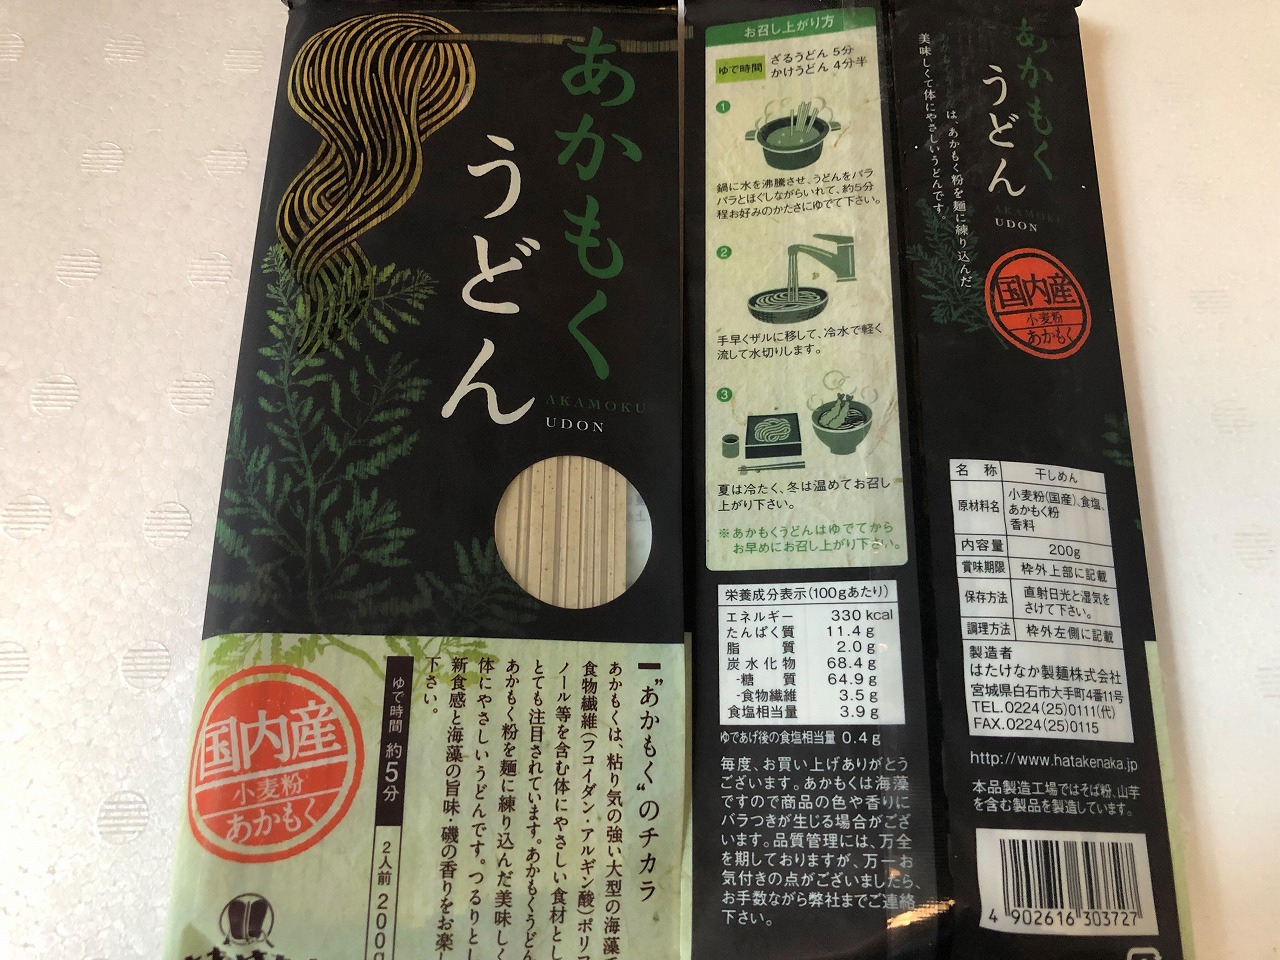 あかもく
うどん
AKAMOKU
UDON
"あかもく"のチカラ
あかもくは、粘り気の強い大型の海藻
食物繊維(フコイダン・アルギン酸)ポリフ
ノール等を含む体にやさしい食材とし
とても注目されています。あかもくうどん
あかもく粉を麺に練り込んだ美味しく
体にやさしいうどんです。つるりとし
新食感と海藻の旨味・磯の香りをお楽し
下さい。
ゆで時間 約5分
2人前 200g
国内産
小麦粉
あかもく
お召し上がり方
ゆで時間
ざるうどん 5分
かけうどん 4分半
1
鍋に水を沸騰させ、うどんをバラ
バラとほぐしながらいれて、約5分
程お好みのかたさにゆでて下さい。
2
手早くザルに移して、冷水で軽く
流して水切りします。
3
夏は冷たく、冬は温めてお召し
上がり下さい。
※あかもくうどんはゆでてから
お早めにお召し上がり下さい。
栄養成分表示(100gあたり)
エネルギー 330 kcal
たんぱく質 11.4 g
脂質 2.0 g
炭水化物 68.4 g
-糖質 64.9 g
-食物繊維 3.5 g
食塩相当量 3.9 g
ゆであげ後の食塩相当量 0.4 g
毎度、お買い上げありがとう
ございます。あかもくは海藻
ですので商品の色や香りに
バラつきが生じる場合がござ
います。品質管理には、万全
を期しておりますが、万一お
気付きの点がございましたら、
お手数ながら弊社までご連絡
下さい。
あかもく
うどん
AKAMOKU
UDON
は、あかもく粉を麺に練り込んだ
美味しくて体にやさしいうどんです。
国内産
小麦粉
あかもく
名称 干しめん
原材料名 小麦粉(国産)、食塩、
あかもく粉
香料
内容量 200g
賞味期限 枠外上部に記載
保存方法 直射日光と湿気を
さけて下さい。
調理方法 枠外左側に記載
製造者
はたけなか製麺株式会社
宮城県白石市大手町4番11号
TEL.0224(25)0111(代)
FAX.0224(25)0115
http://www.hatakenaka.jp
本品製造工場ではそば粉、山芋
を含む製品を製造しています。
4 902616 303727